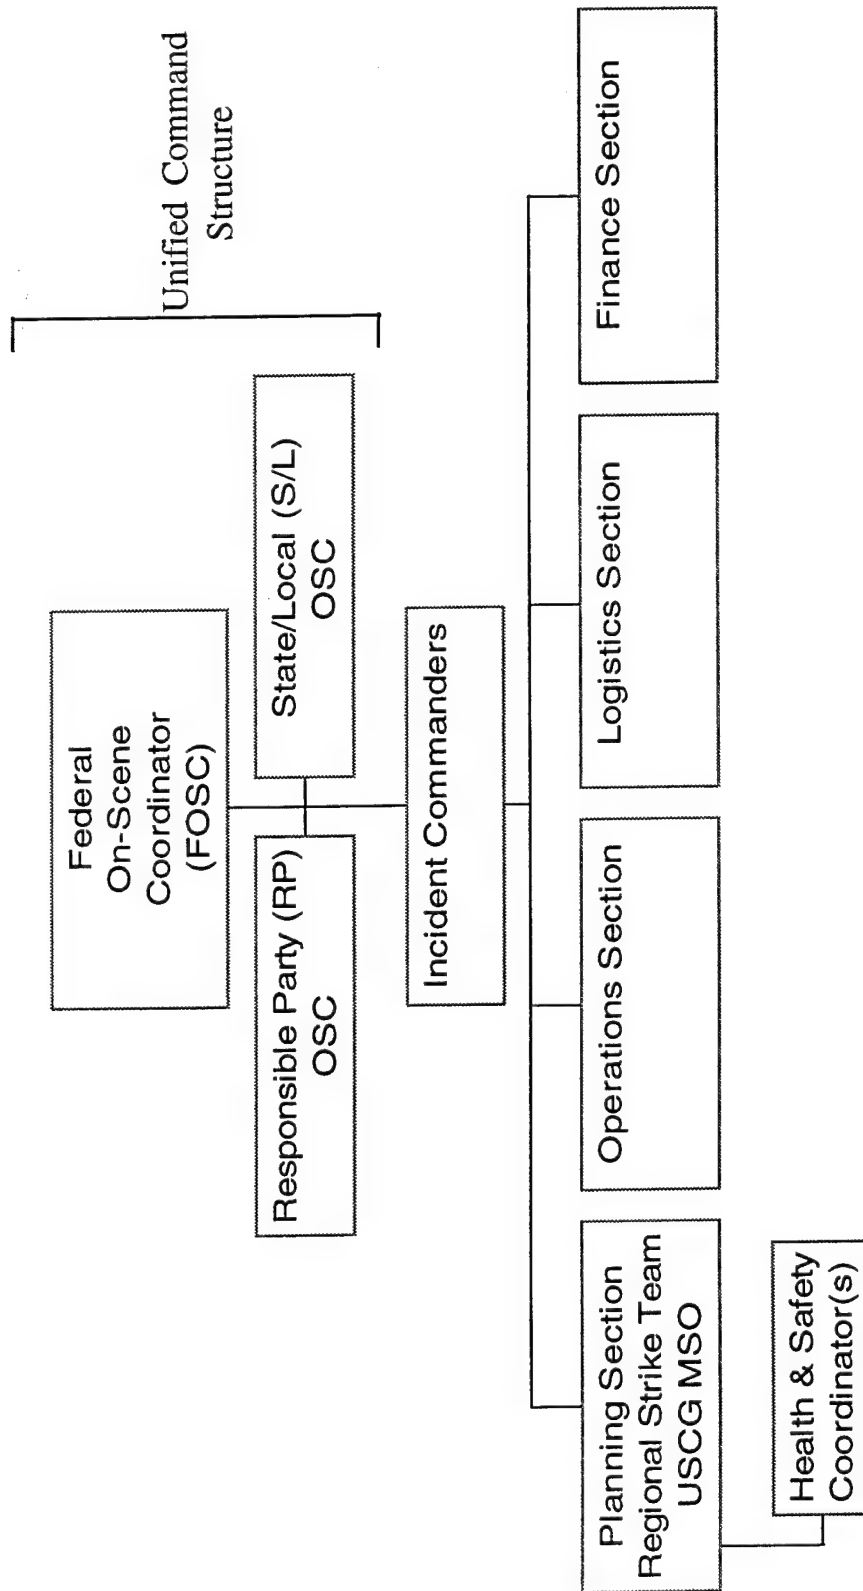 Federal
On-Scene
Coordinator
(FOSC)
Unified Command
Structure
Responsible Party (RP)
OSC
State/Local (S/L)
OSC
Incident Commanders
Planning Section
Regional Strike Team
USCG MSO
Operations Section
Logistics Section
Finance Section
Health & Safety
Coordinator(s)